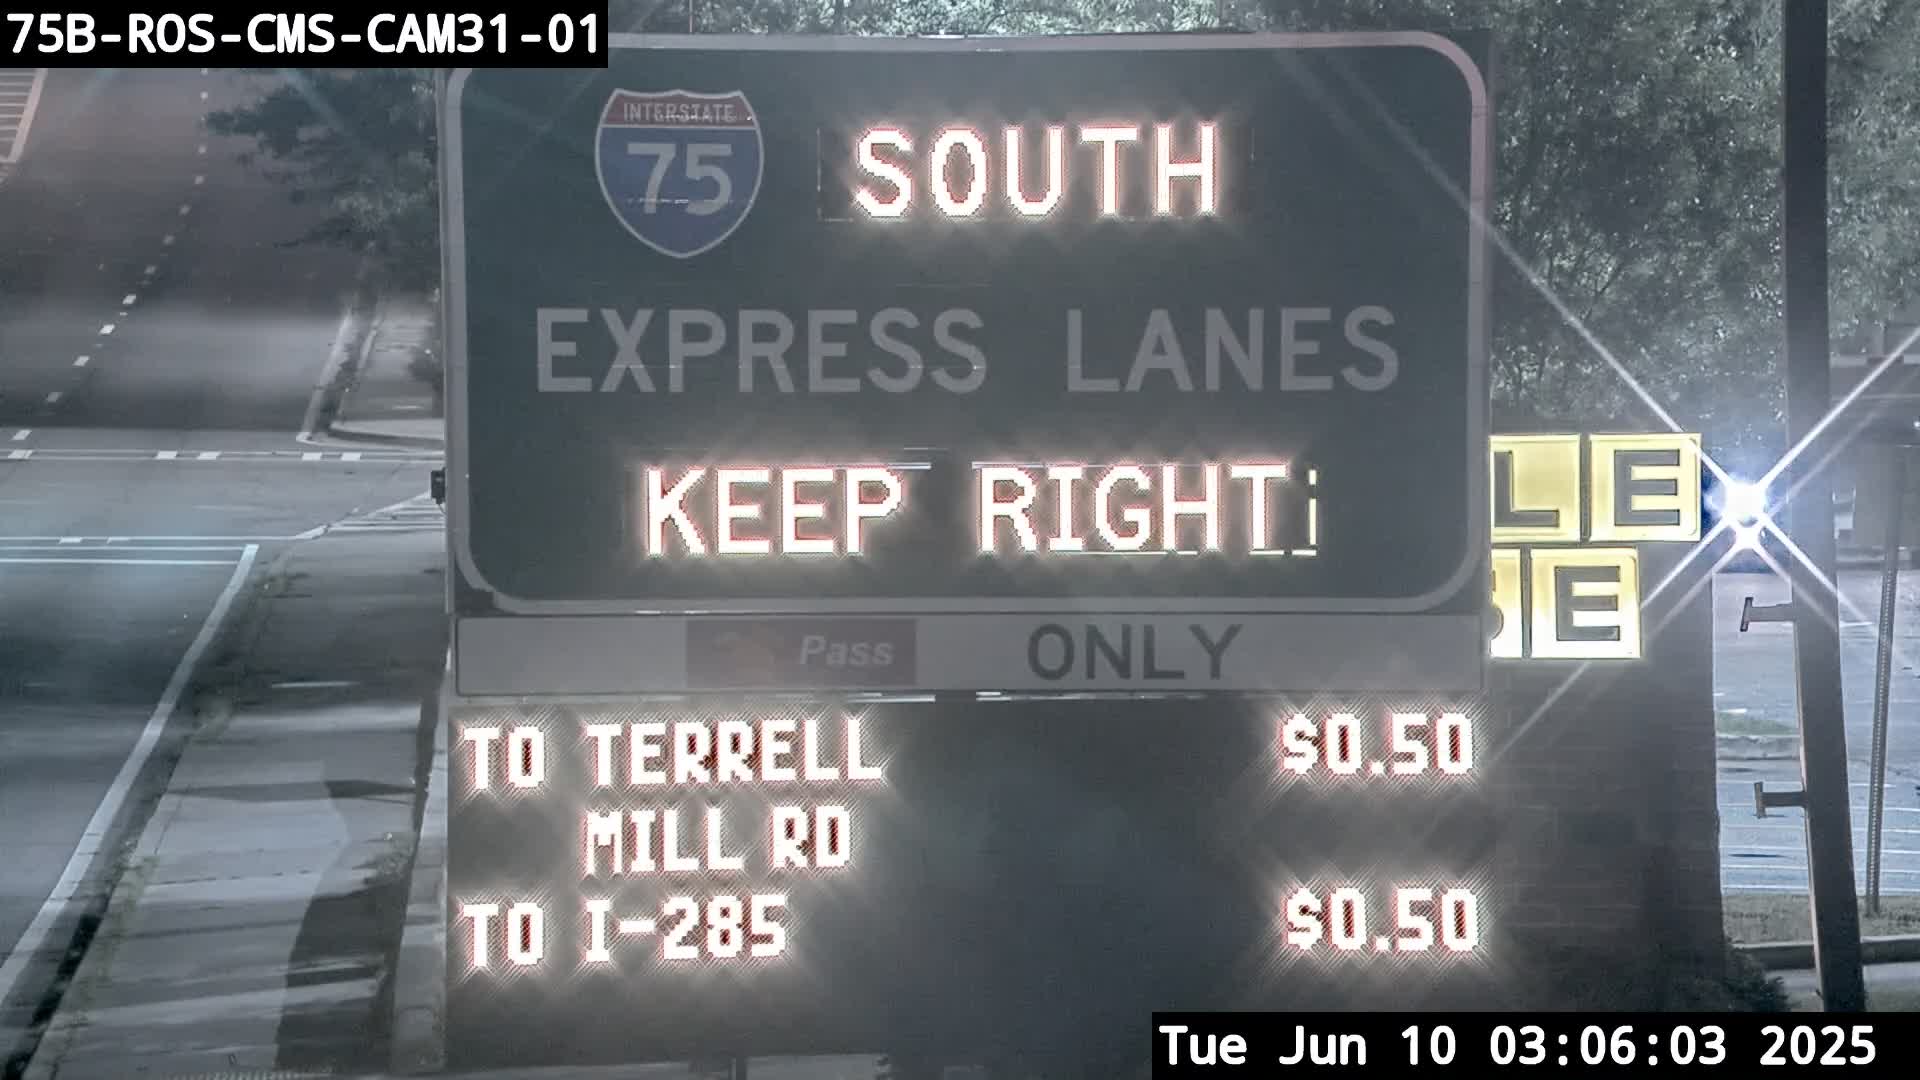 75B-ROS-CMS-CAM31-01
INTERSTATE
75
SOUTH
EXPRESS LANES
KEEP RIGHT
Pass ONLY
TO TERRELL $0.50
MILL RD
TO I-285 $0.50
LE
E
Tue Jun 10 03:06:03 2025